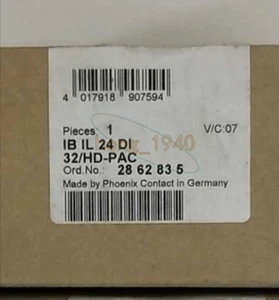 4 017918 907594
Pieces: 1 V/C:07
IB IL 24 DI
32/HD-PAC
Ord.No.: 28 62 83 5
Made by Phoenix Contact in Germany